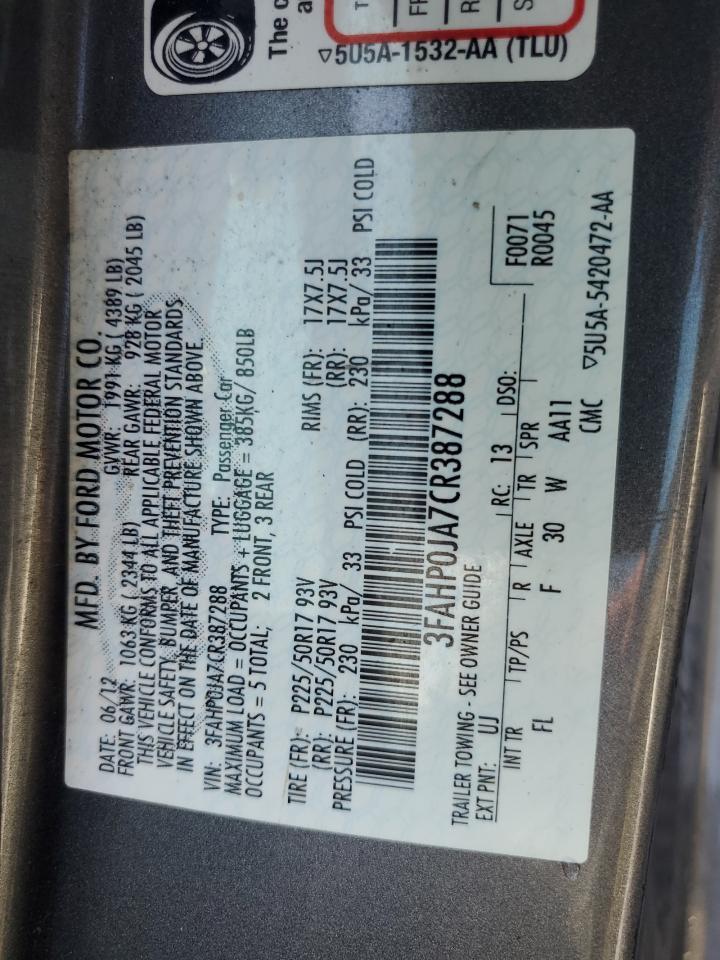 The c
a
T
FR
R
S
▽5U5A-1532-AA (TLU)
MFD. BY FORD MOTOR CO.
DATE: 06/12 GVWR: 1991 KG ( 4389 LB)
FRONT GAWR: 1063 KG ( 2344 LB) REAR GAWR: 928 KG ( 2045 LB)
THIS VEHICLE CONFORMS TO ALL APPLICABLE FEDERAL MOTOR
VEHICLE SAFETY, BUMPER, AND THEFT PREVENTION STANDARDS
IN EFFECT ON THE DATE OF MANUFACTURE SHOWN ABOVE.
VIN: 3FAHP0JA7CR387288 TYPE: Passenger Car
MAXIMUM LOAD = OCCUPANTS + LUGGAGE = 385KG/ 850LB
OCCUPANTS = 5 TOTAL; 2 FRONT, 3 REAR
TIRE (FR): P225/50R17 93V RIMS (FR): 17X7.5J
(RR): P225/50R17 93V (RR): 17X7.5J
PRESSURE (FR): 230 kPa/ 33 PSI COLD (RR): 230 kPa/ 33 PSI COLD
3FAHP0JA7CR387288
TRAILER TOWING - SEE OWNER GUIDE
F0071
R0045
EXT PNT: UJ RC: 13 DSO:
INT TR TP/PS R AXLE TR SPR
FL F 30 W AA11
CMC ▽5U5A-5420472-AA